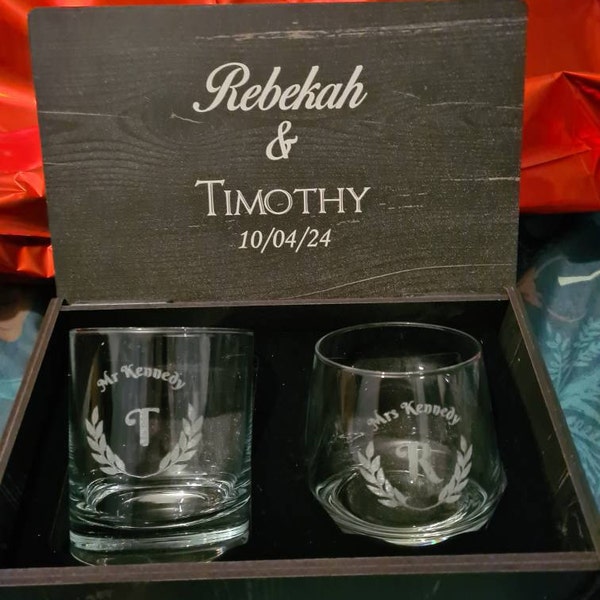 Rebekah
&
TIMOTHY
10/04/24
Mr Kennedy
T
Mrs Kennedy
R